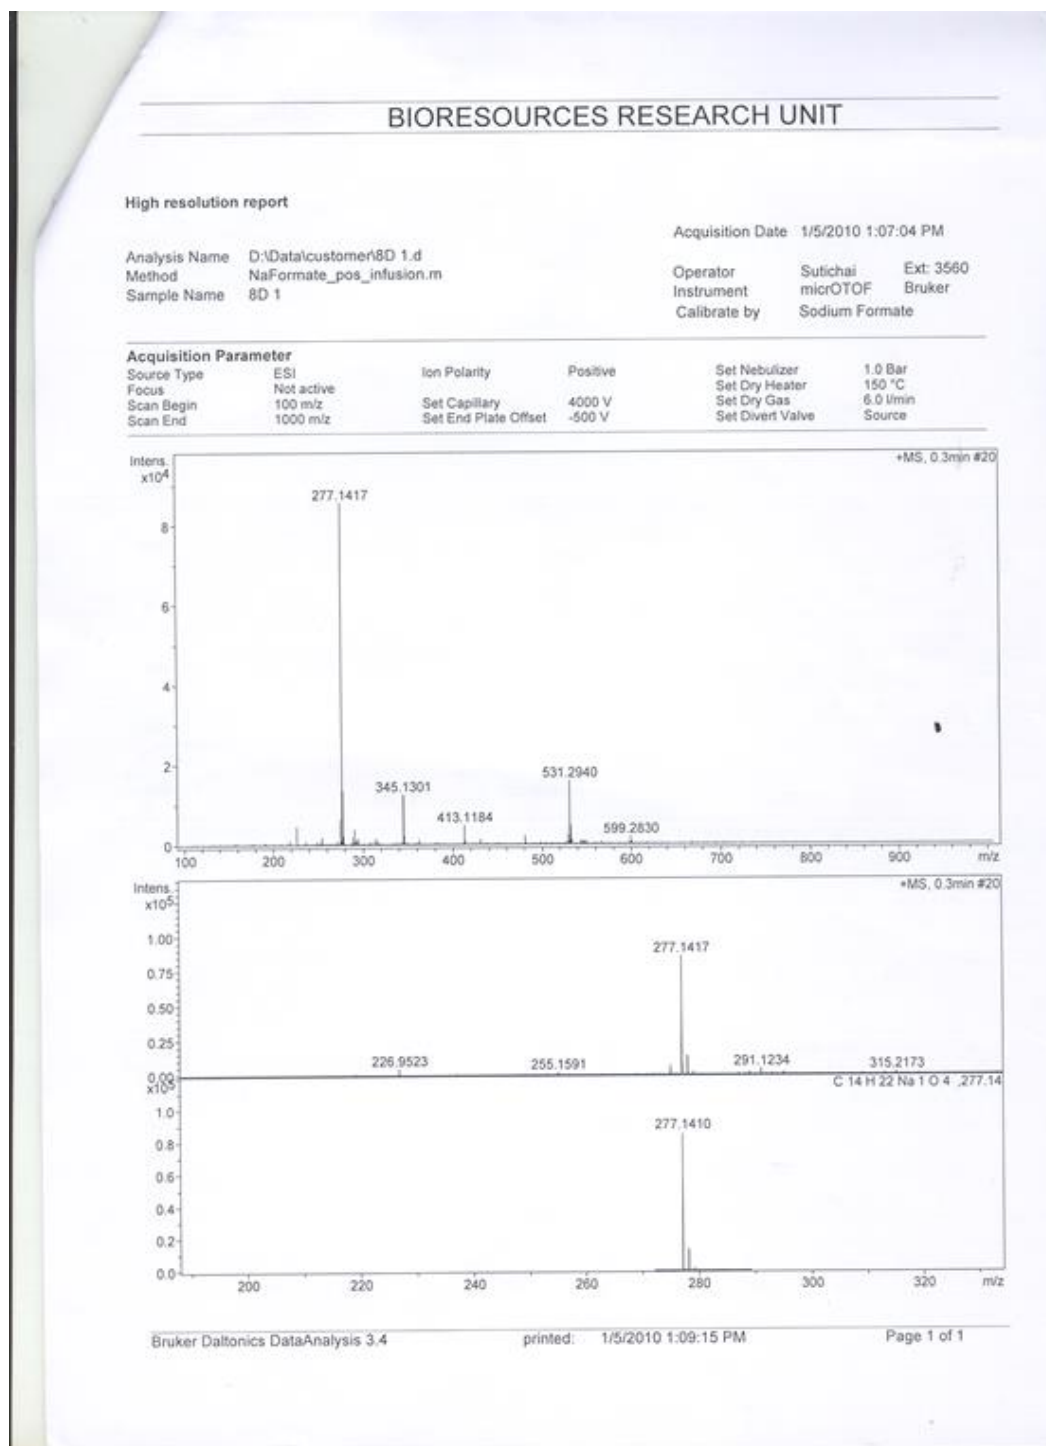 BIORESOURCES RESEARCH UNIT
High resolution report
Acquisition Date 1/5/2010 1:07:04 PM
Analysis Name D:\Data\customer\8D 1.d
Method NaFormate_pos_infusion.m
Sample Name 8D 1
Operator Sutichai Ext: 3560
Instrument micrOTOF Bruker
Calibrate by Sodium Formate
Acquisition Parameter
Source Type ESI Ion Polarity Positive Set Nebulizer 1.0 Bar
Focus Not active Set Dry Heater 150 °C
Scan Begin 100 m/z Set Capillary 4000 V Set Dry Gas 6.0 l/min
Scan End 1000 m/z Set End Plate Offset -500 V Set Divert Valve Source
Intens.
x10⁴
+MS, 0.3min #20
277.1417
8
6
4
2
0
345.1301
413.1184
531.2940
599.2830
100 200 300 400 500 600 700 800 900 m/z
Intens.
x10⁵
+MS, 0.3min #20
1.00
0.75
0.50
0.25
0.00
277.1417
226.9523
255.1591
291.1234
315.2173
x10⁵
C 14 H 22 Na 1 O 4 ,277.14
277.1410
1.0
0.8
0.6
0.4
0.2
0.0
200 220 240 260 280 300 320 m/z
Bruker Daltonics DataAnalysis 3.4 printed: 1/5/2010 1:09:15 PM Page 1 of 1